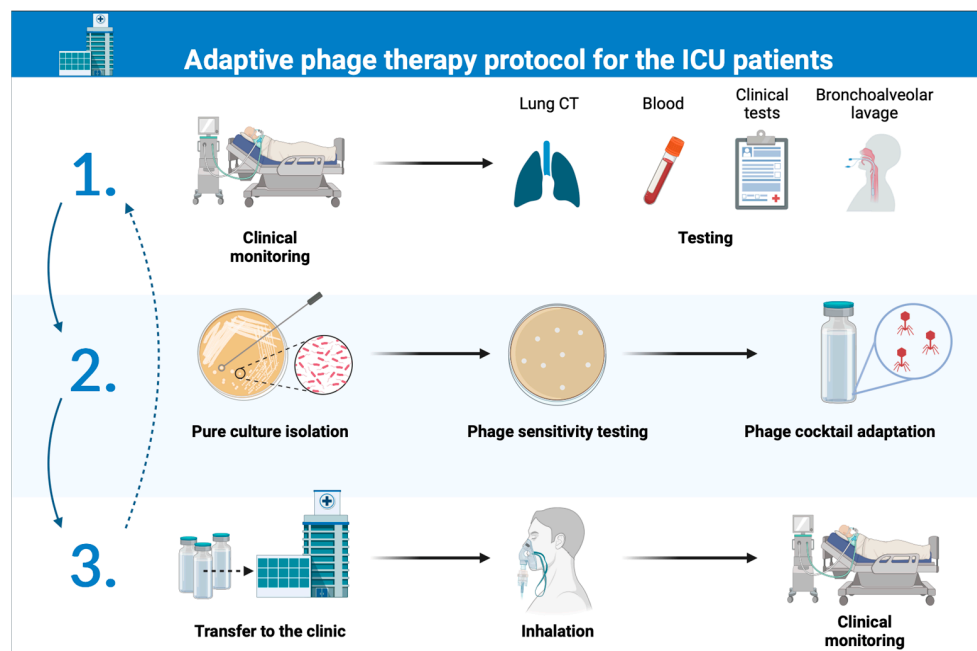 Adaptive phage therapy protocol for the ICU patients
1.
Lung CT
Blood
Clinical
tests
Bronchoalveolar
lavage
Clinical
monitoring
Testing
2.
Pure culture isolation
Phage sensitivity testing
Phage cocktail adaptation
3.
Transfer to the clinic
Inhalation
Clinical
monitoring